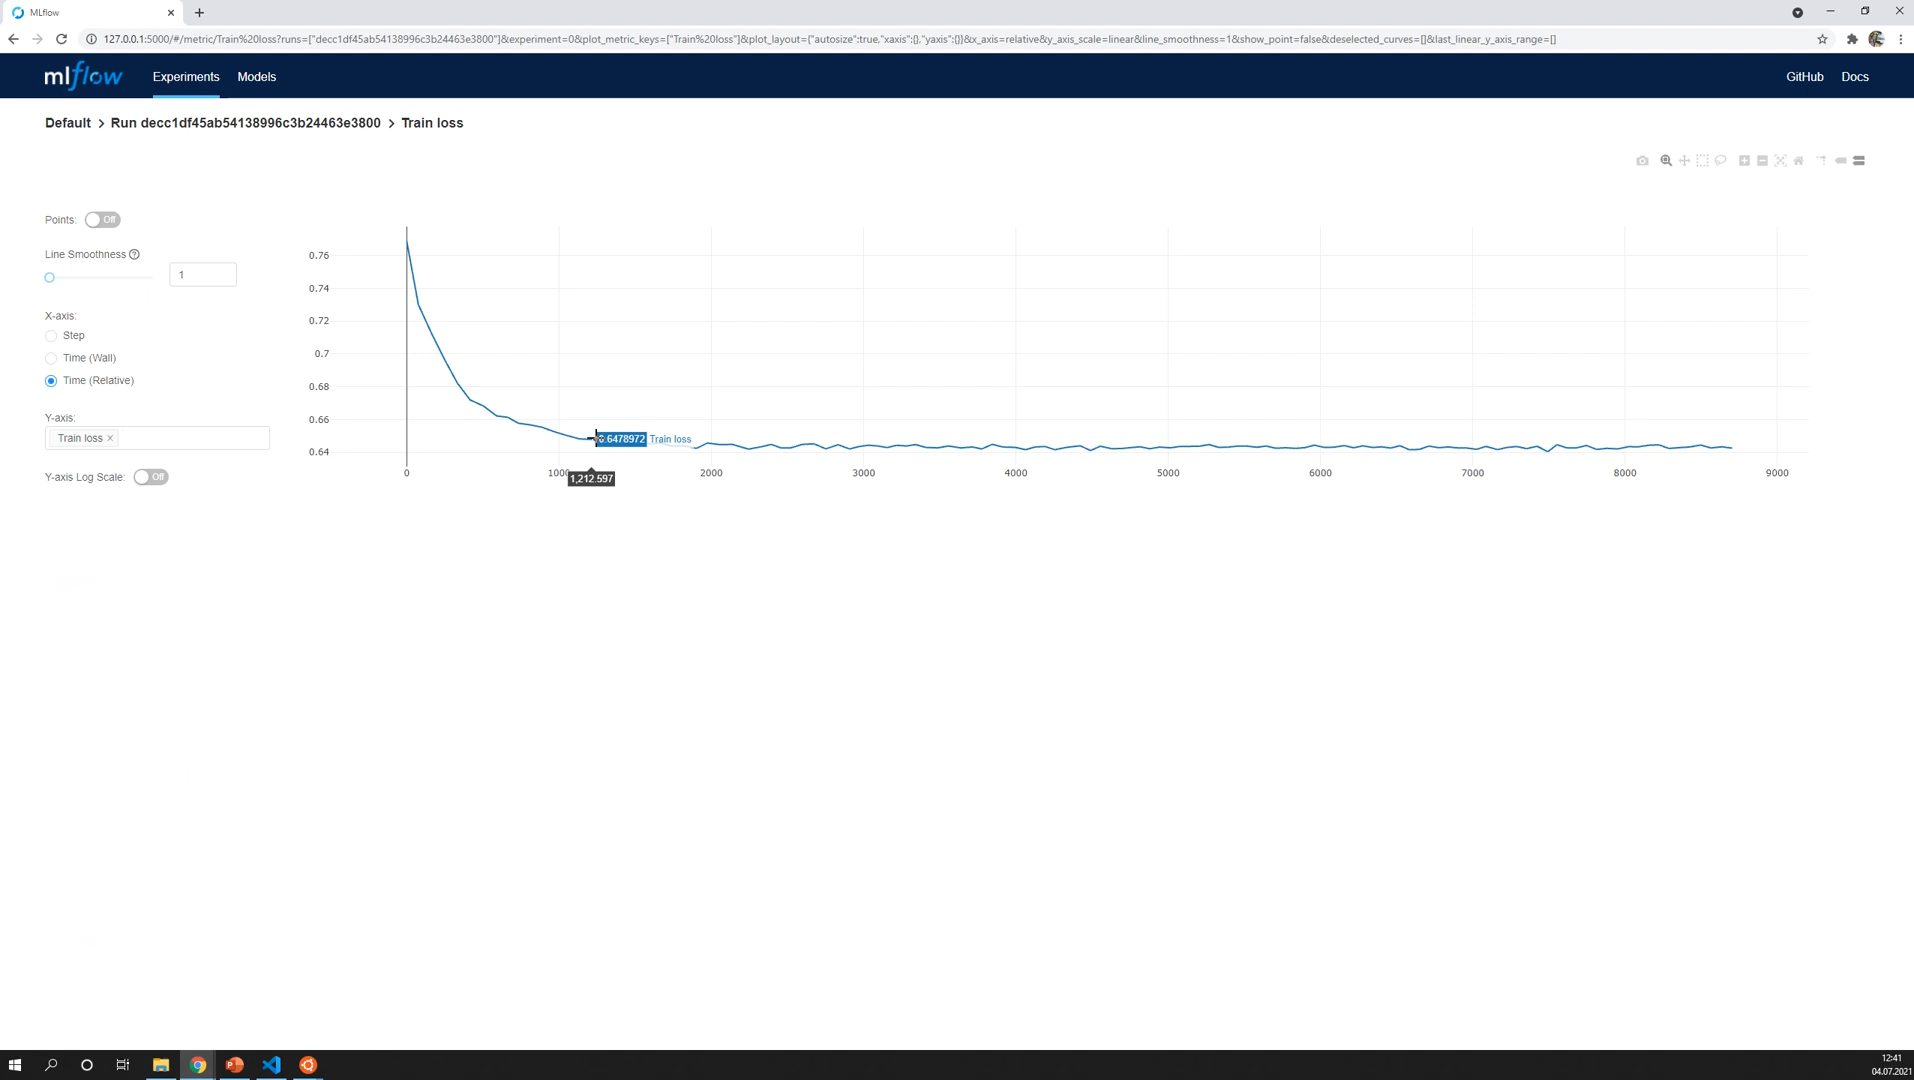 MLflow
127.0.0.1:5000/#/metric/Train%20loss?runs=["decc1df45ab54138996c3b24463e3800"]&experiment=0&plot_metric_keys=["Train%20loss"]&plot_layout={"autosize":true,"xaxis":{},"yaxis":{}}&x_axis=relative&y_axis_scale=linear&line_smoothness=1&show_point=false&deselected_curves=[]&last_linear_y_axis_range=[]
mlflow Experiments Models GitHub Docs
Default > Run decc1df45ab54138996c3b24463e3800 > Train loss
Points: Off
Line Smoothness
1
X-axis:
Step
Time (Wall)
Time (Relative)
Y-axis:
Train loss
Y-axis Log Scale: Off
0.76
0.74
0.72
0.7
0.68
0.66
0.64
0.6478972 Train loss
0 1000 2000 3000 4000 5000 6000 7000 8000 9000
1,212.597
12:41
04.07.2021